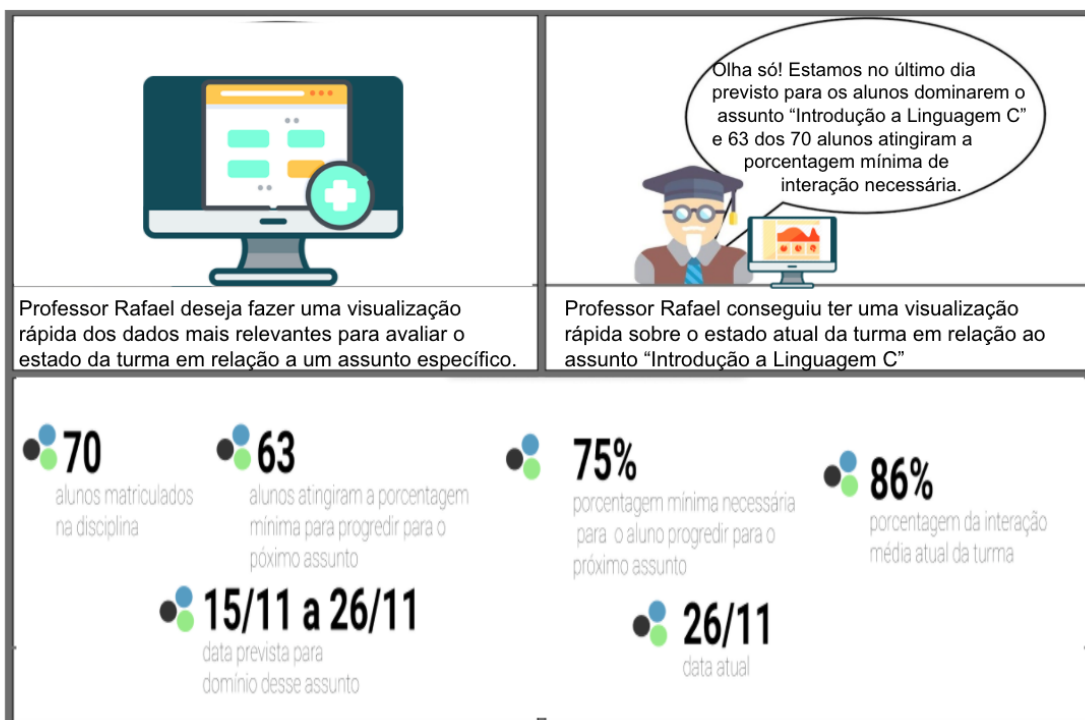 Olha só! Estamos no último dia
previsto para os alunos dominarem o
assunto “Introdução a Linguagem C”
e 63 dos 70 alunos atingiram a
porcentagem mínima de
interação necessária.
Professor Rafael deseja fazer uma visualização
rápida dos dados mais relevantes para avaliar o
estado da turma em relação a um assunto específico.
Professor Rafael conseguiu ter uma visualização
rápida sobre o estado atual da turma em relação ao
assunto “Introdução a Linguagem C”
70
alunos matriculados
na disciplina
63
alunos atingiram a porcentagem
mínima para progredir para o
póximo assunto
75%
porcentagem mínima necessária
para o aluno progredir para o
próximo assunto
86%
porcentagem da interação
média atual da turma
15/11 a 26/11
data prevista para
domínio desse assunto
26/11
data atual